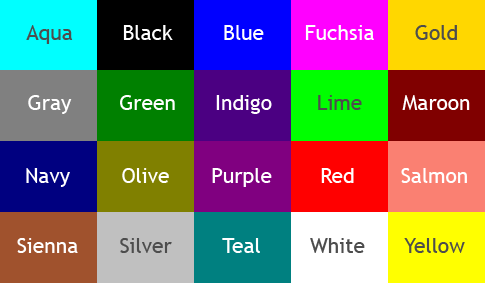 Aqua Black Blue Fuchsia Gold
Gray Green Indigo Lime Maroon
Navy Olive Purple Red Salmon
Sienna Silver Teal White Yellow